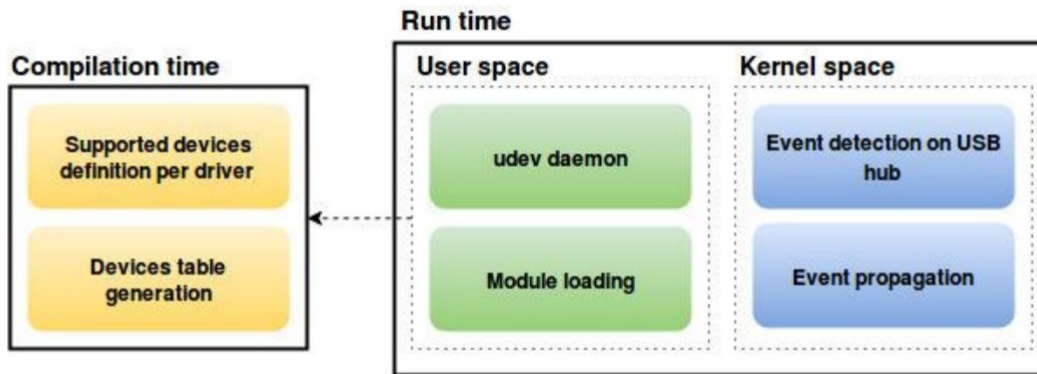 Run time
Compilation time
User space
Kernel space
Supported devices
definition per driver
udev daemon
Event detection on USB
hub
Devices table
generation
Module loading
Event propagation